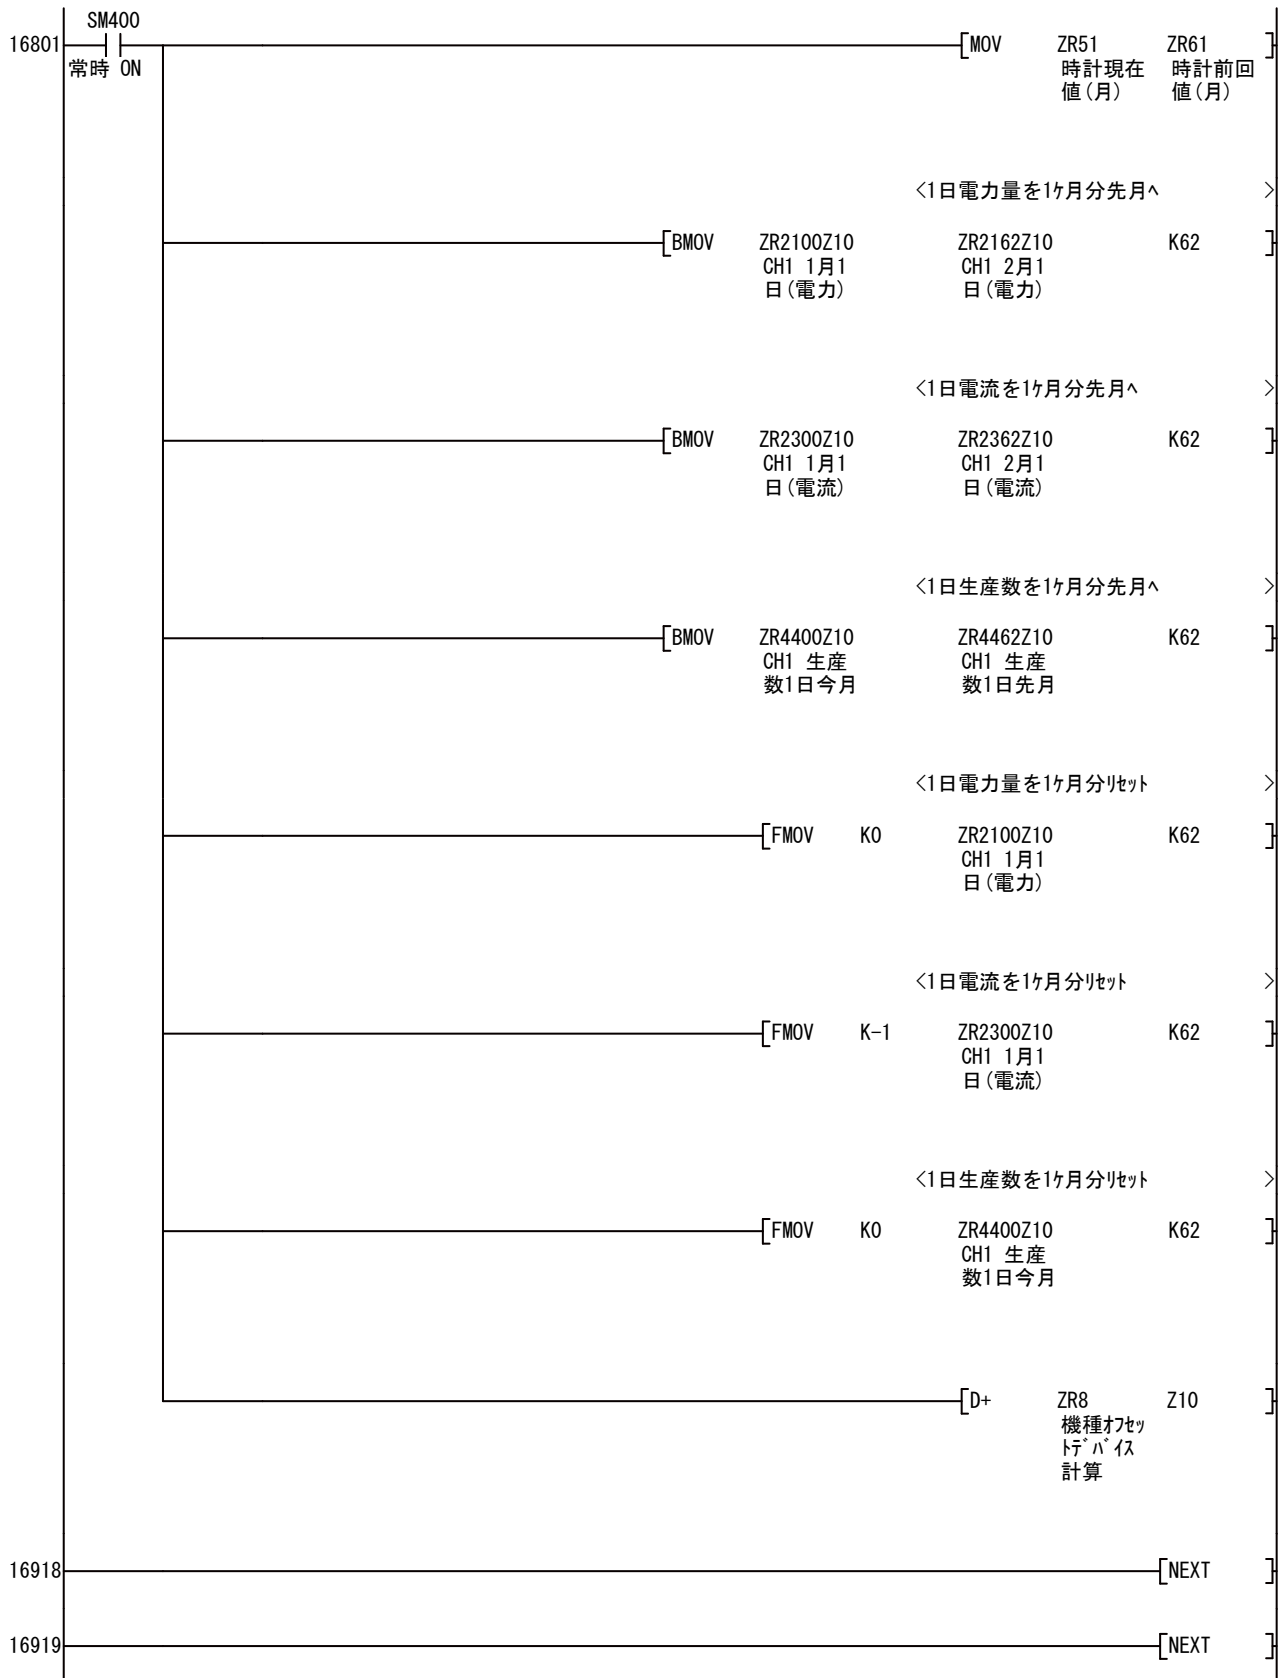 SM400
16801 常時 ON [MOV ZR51 ZR61 ]
時計現在 時計前回
値(月) 値(月)
<1日電力量を1ｹ月分先月へ >
[BMOV ZR2100Z10 ZR2162Z10 K62 ]
CH1 1月1 CH1 2月1
日(電力) 日(電力)
<1日電流を1ｹ月分先月へ >
[BMOV ZR2300Z10 ZR2362Z10 K62 ]
CH1 1月1 CH1 2月1
日(電流) 日(電流)
<1日生産数を1ｹ月分先月へ >
[BMOV ZR4400Z10 ZR4462Z10 K62 ]
CH1 生産 CH1 生産
数1日今月 数1日先月
<1日電力量を1ｹ月分ﾘｾｯﾄ >
[FMOV K0 ZR2100Z10 K62 ]
CH1 1月1
日(電力)
<1日電流を1ｹ月分ﾘｾｯﾄ >
[FMOV K-1 ZR2300Z10 K62 ]
CH1 1月1
日(電流)
<1日生産数を1ｹ月分ﾘｾｯﾄ >
[FMOV K0 ZR4400Z10 K62 ]
CH1 生産
数1日今月
[D+ ZR8 Z10 ]
機種ｵﾌｾｯ
ﾄﾃﾞﾊﾞｲｽ
計算
16918 [NEXT ]
16919 [NEXT ]